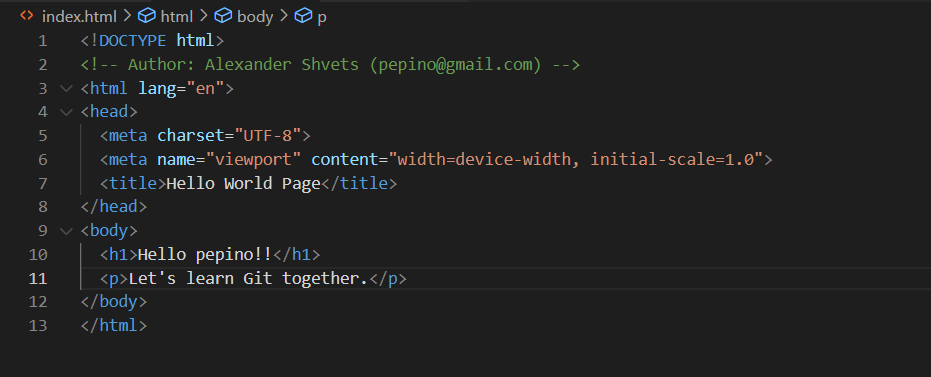 index.html > html > body > p
1 <!DOCTYPE html>
2 <!-- Author: Alexander Shvets (pepino@gmail.com) -->
3 <html lang="en">
4 <head>
5 <meta charset="UTF-8">
6 <meta name="viewport" content="width=device-width, initial-scale=1.0">
7 <title>Hello World Page</title>
8 </head>
9 <body>
10 <h1>Hello pepino!!</h1>
11 <p>Let's learn Git together.</p>
12 </body>
13 </html>